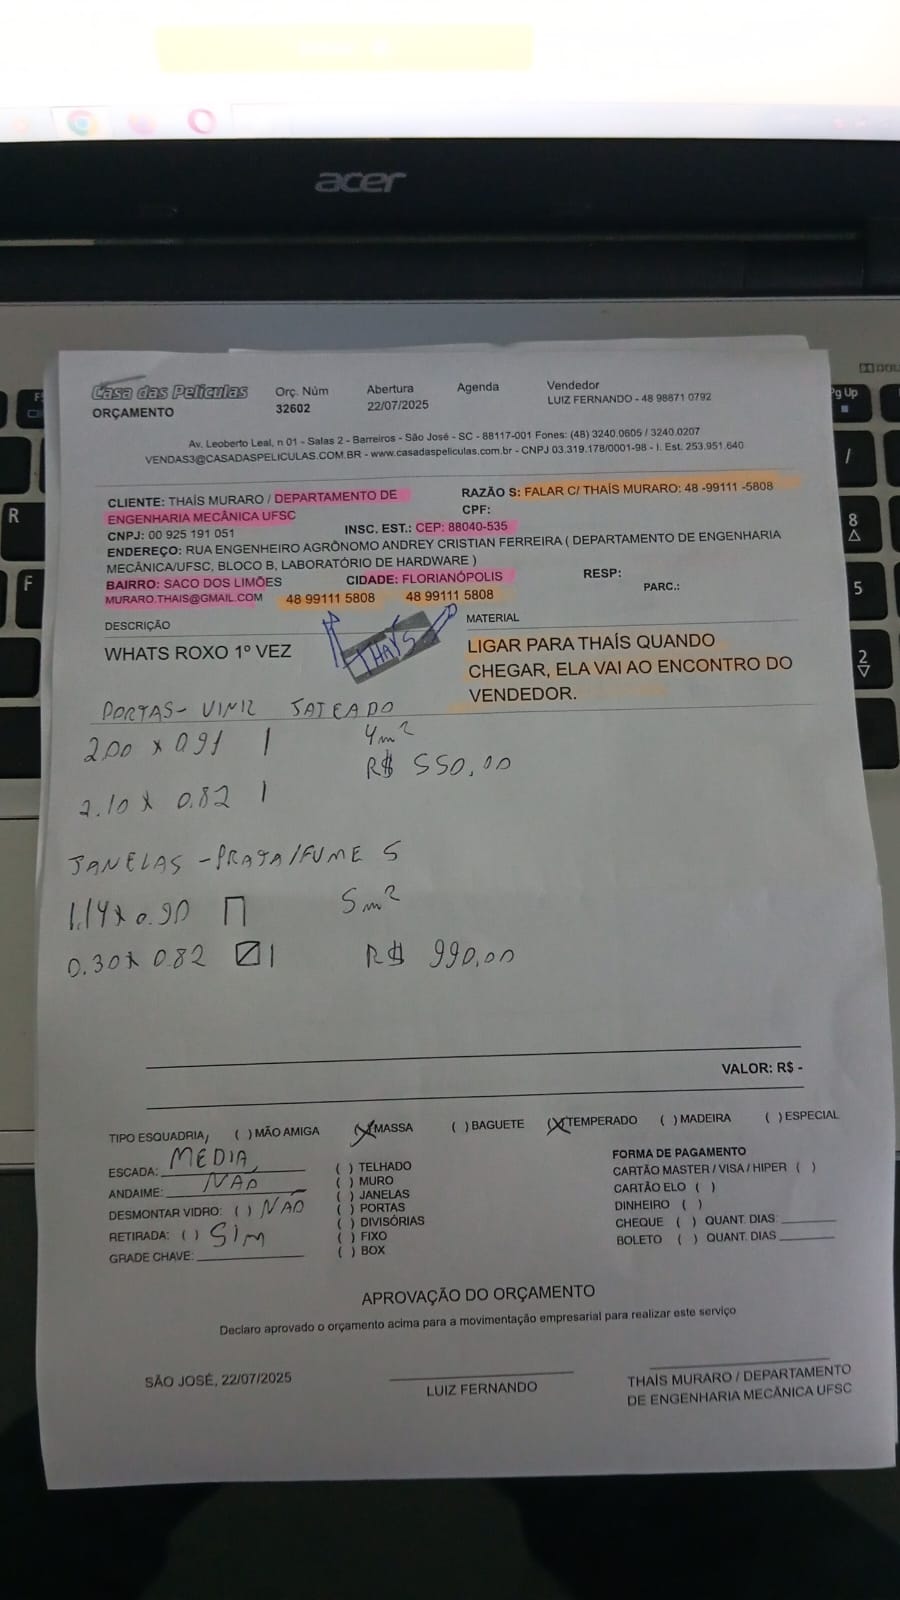 acer
Pg Up
R
F
8
5
2
/
Casa das Películas
ORÇAMENTO
Orç. Núm
32602
Abertura
22/07/2025
Agenda
Vendedor
LUIZ FERNANDO - 48 98871 0792
Av. Leoberto Leal, n 01 - Salas 2 - Barreiros - São José - SC - 88117-001 Fones: (48) 3240.0605 / 3240.0207
VENDAS3@CASADASPELICULAS.COM.BR - www.casadaspeliculas.com.br - CNPJ 03.319.178/0001-98 - I. Est. 253.951.640
CLIENTE: THAÍS MURARO / DEPARTAMENTO DE
ENGENHARIA MECÂNICA UFSC
RAZÃO S: FALAR C/ THAÍS MURARO: 48 -99111 -5808
CPF:
CNPJ: 00 925 191 051
INSC. EST.: CEP: 88040-535
ENDEREÇO: RUA ENGENHEIRO AGRÔNOMO ANDREY CRISTIAN FERREIRA ( DEPARTAMENTO DE ENGENHARIA
MECÂNICA/UFSC, BLOCO B, LABORATÓRIO DE HARDWARE )
BAIRRO: SACO DOS LIMÕES
CIDADE: FLORIANÓPOLIS
RESP:
MURARO.THAIS@GMAIL.COM
48 99111 5808
48 99111 5808
PARC.:
DESCRIÇÃO
MATERIAL
WHATS ROXO 1º VEZ
THAÍS
LIGAR PARA THAÍS QUANDO
CHEGAR, ELA VAI AO ENCONTRO DO
VENDEDOR.
PORTAS - VINIL JATEADO
2.00 x 0.91 |
4m²
R$ 550,00
2.10 x 0.82 |
JANELAS - PRATA/FUME 5
1.14 x 0.90
5m²
0.30 x 0.82
R$ 990,00
VALOR: R$ -
TIPO ESQUADRIA,
( ) MÃO AMIGA
(X) MASSA
( ) BAGUETE
(X) TEMPERADO
( ) MADEIRA
( ) ESPECIAL
ESCADA: MEDIA
ANDAIME: NAO
DESMONTAR VIDRO: ( ) NÃO
RETIRADA: ( ) SIM
GRADE CHAVE:
( ) TELHADO
( ) MURO
( ) JANELAS
( ) PORTAS
( ) DIVISÓRIAS
( ) FIXO
( ) BOX
FORMA DE PAGAMENTO
CARTÃO MASTER / VISA / HIPER ( )
CARTÃO ELO ( )
DINHEIRO ( )
CHEQUE ( ) QUANT. DIAS:
BOLETO ( ) QUANT. DIAS
APROVAÇÃO DO ORÇAMENTO
Declaro aprovado o orçamento acima para a movimentação empresarial para realizar este serviço
SÃO JOSÉ, 22/07/2025
LUIZ FERNANDO
THAÍS MURARO / DEPARTAMENTO
DE ENGENHARIA MECÂNICA UFSC